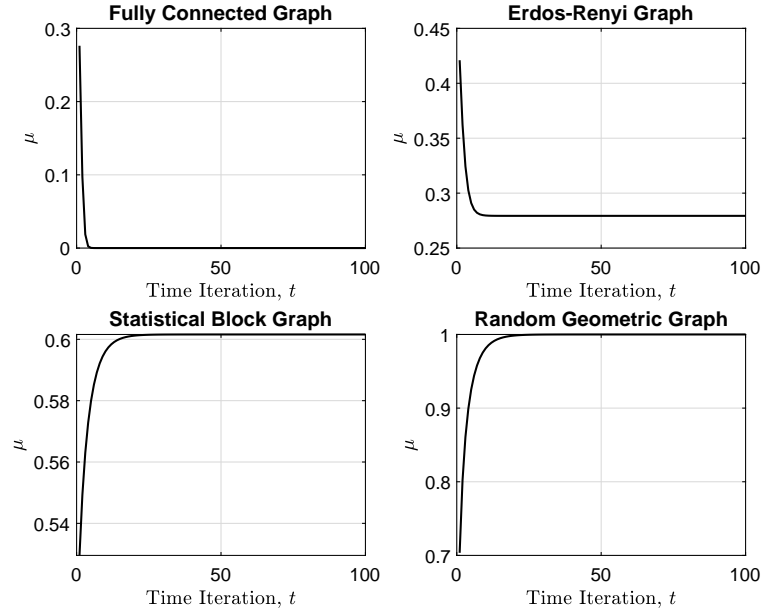 Fully Connected Graph
0.3
0.2
0.1
0
μ
0 50 100
Time Iteration, t
Erdos-Renyi Graph
0.45
0.4
0.35
0.3
0.25
μ
0 50 100
Time Iteration, t
Statistical Block Graph
0.6
0.58
0.56
0.54
μ
0 50 100
Time Iteration, t
Random Geometric Graph
1
0.9
0.8
0.7
μ
0 50 100
Time Iteration, t